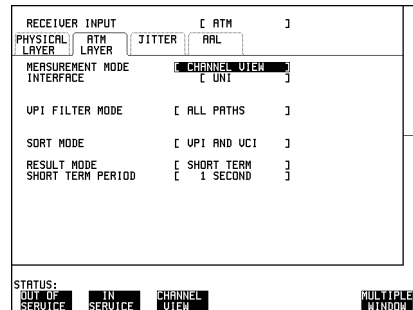 RECEIVER INPUT [ ATM ]
PHYSICAL LAYER ATM LAYER JITTER AAL
MEASUREMENT MODE [ CHANNEL VIEW ]
INTERFACE [ UNI ]
VPI FILTER MODE [ ALL PATHS ]
SORT MODE [ VPI AND VCI ]
RESULT MODE [ SHORT TERM ]
SHORT TERM PERIOD [ 1 SECOND ]
STATUS:
OUT OF SERVICE IN SERVICE CHANNEL VIEW MULTIPLE WINDOW